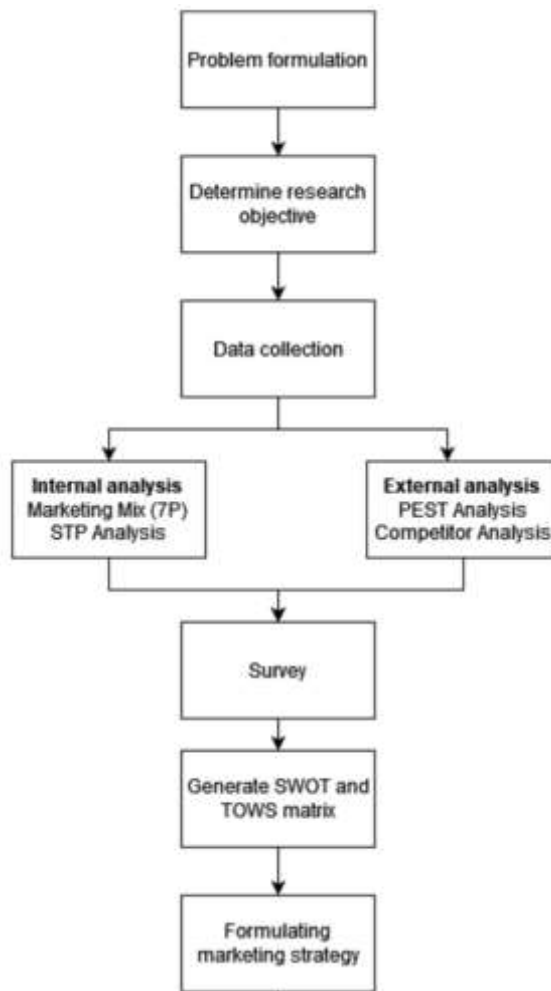 Problem formulation
Determine research
objective
Data collection
Internal analysis
Marketing Mix (7P)
STP Analysis
External analysis
PEST Analysis
Competitor Analysis
Survey
Generate SWOT and
TOWS matrix
Formulating
marketing strategy